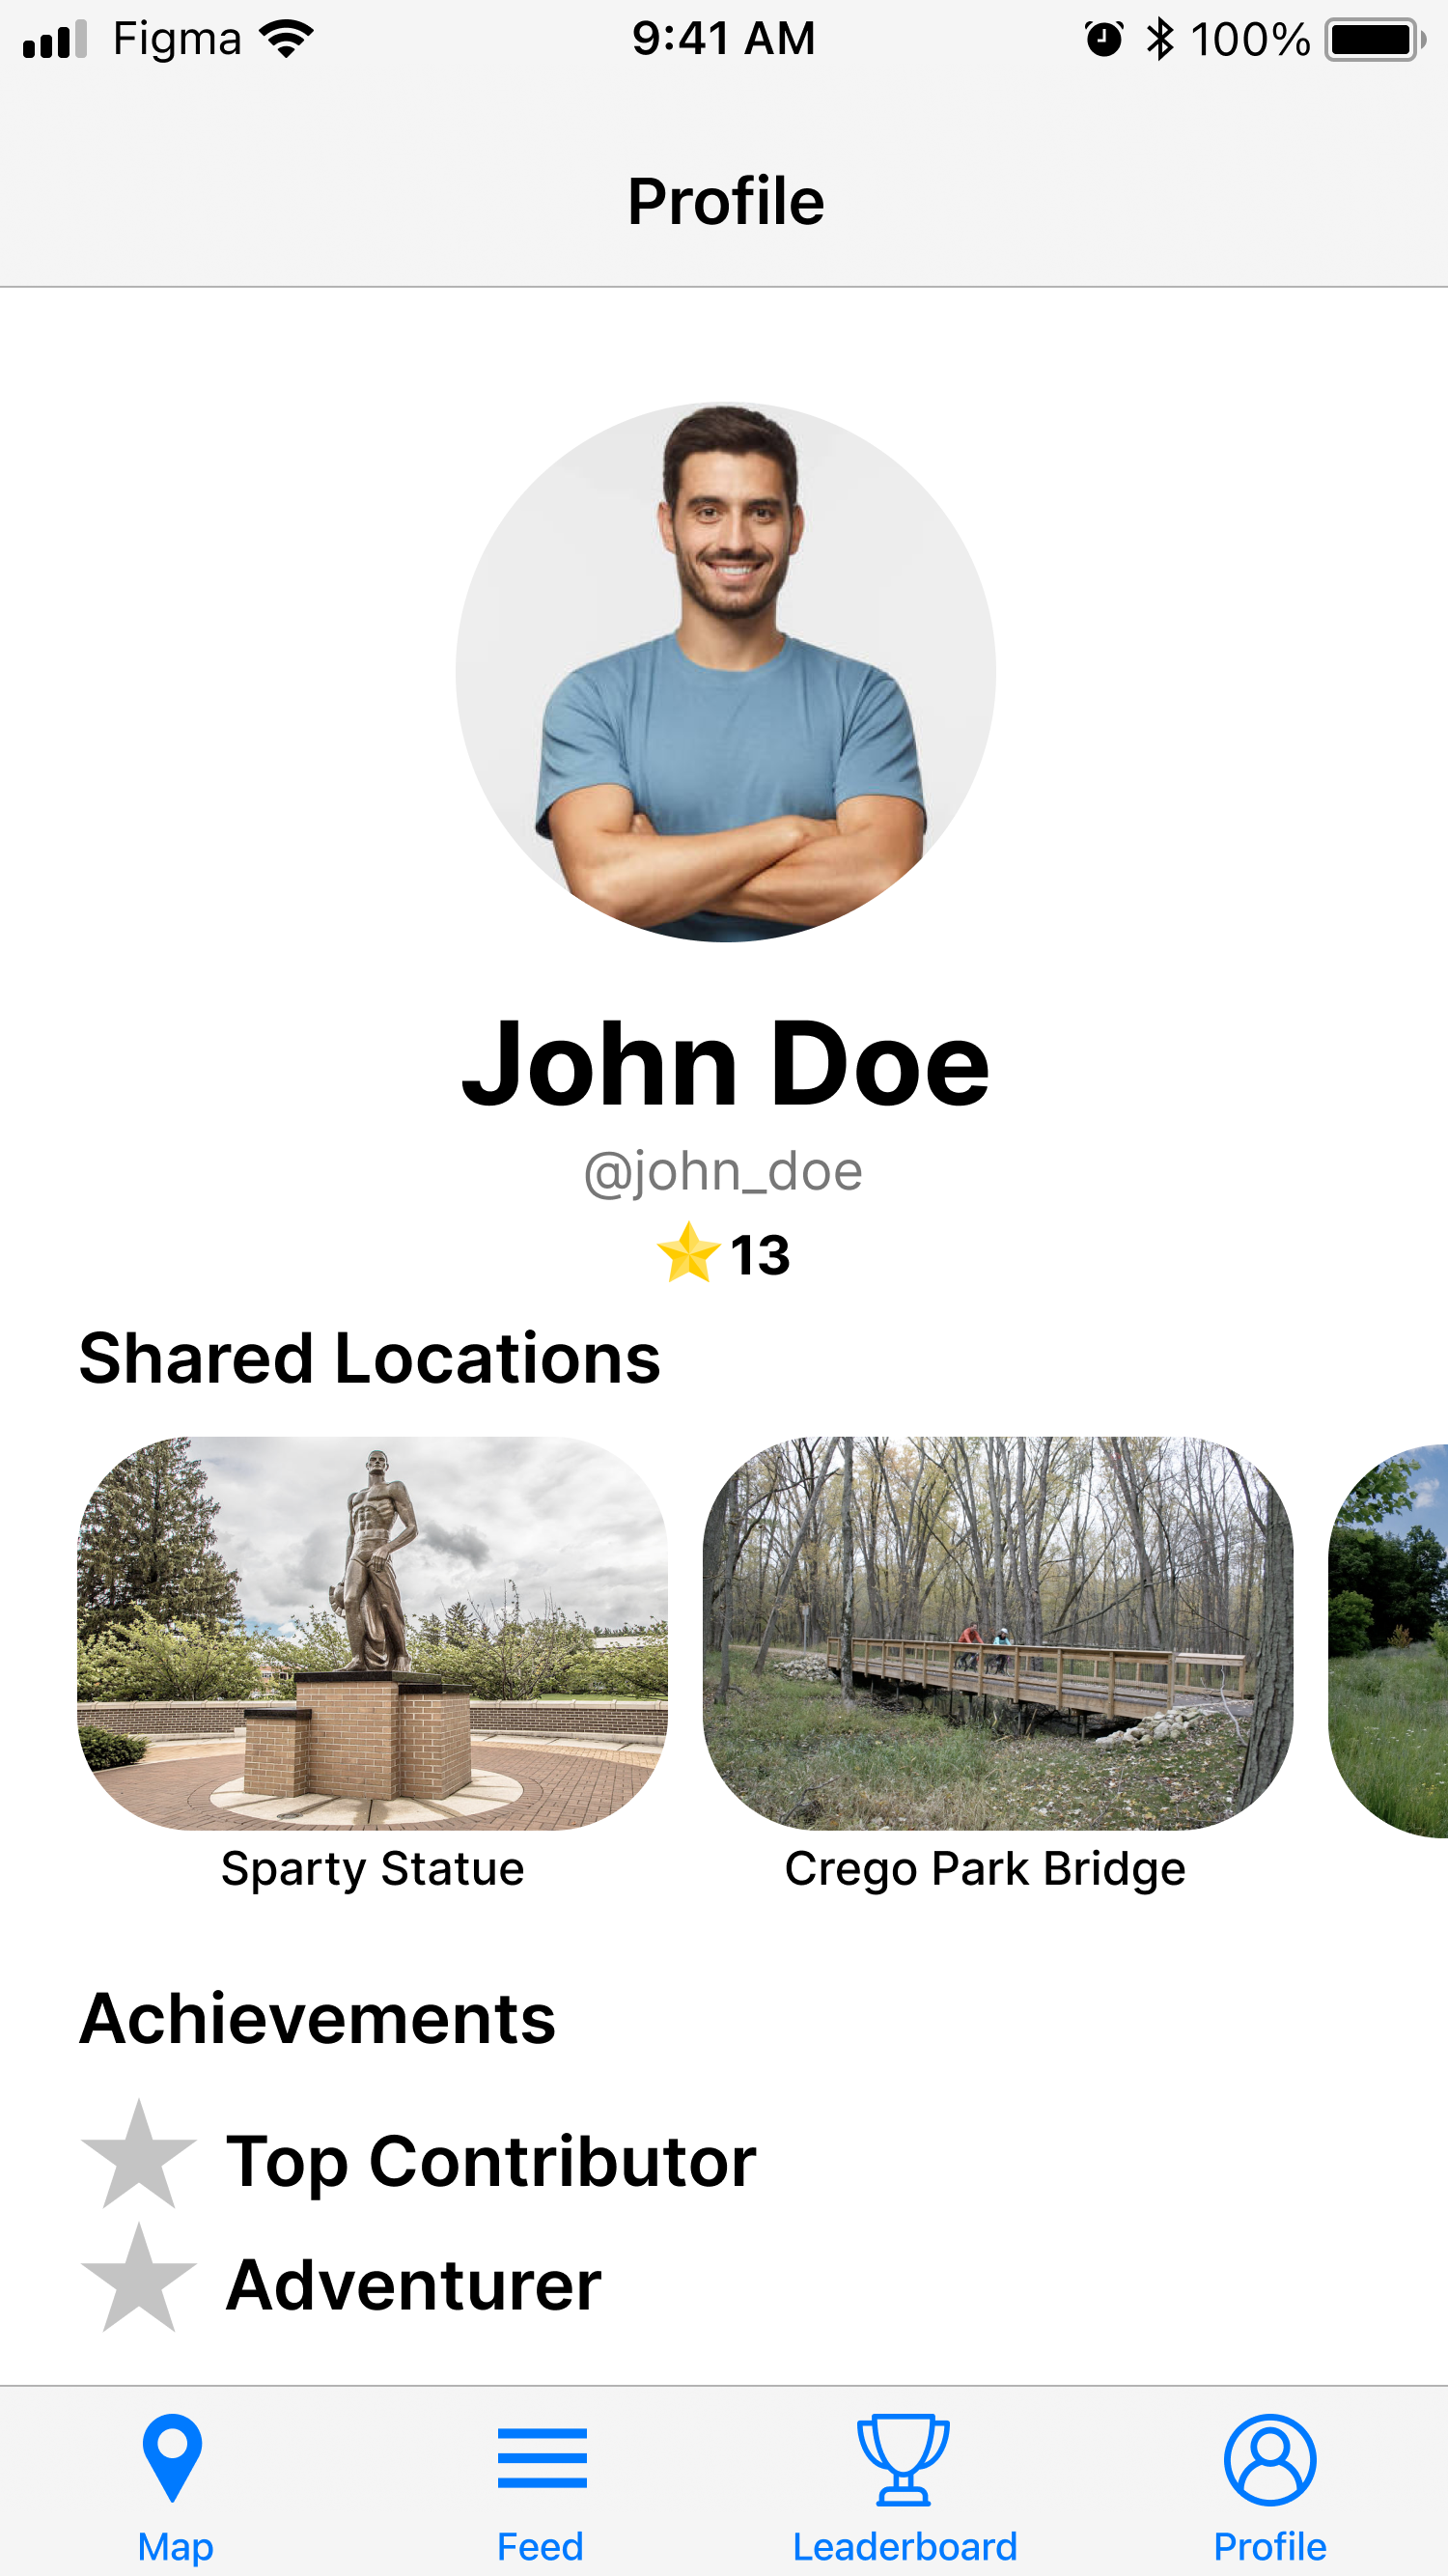 Figma 9:41 AM 100%
Profile
John Doe
@john_doe
13
Shared Locations
Sparty Statue Crego Park Bridge
Achievements
Top Contributor
Adventurer
Map Feed Leaderboard Profile